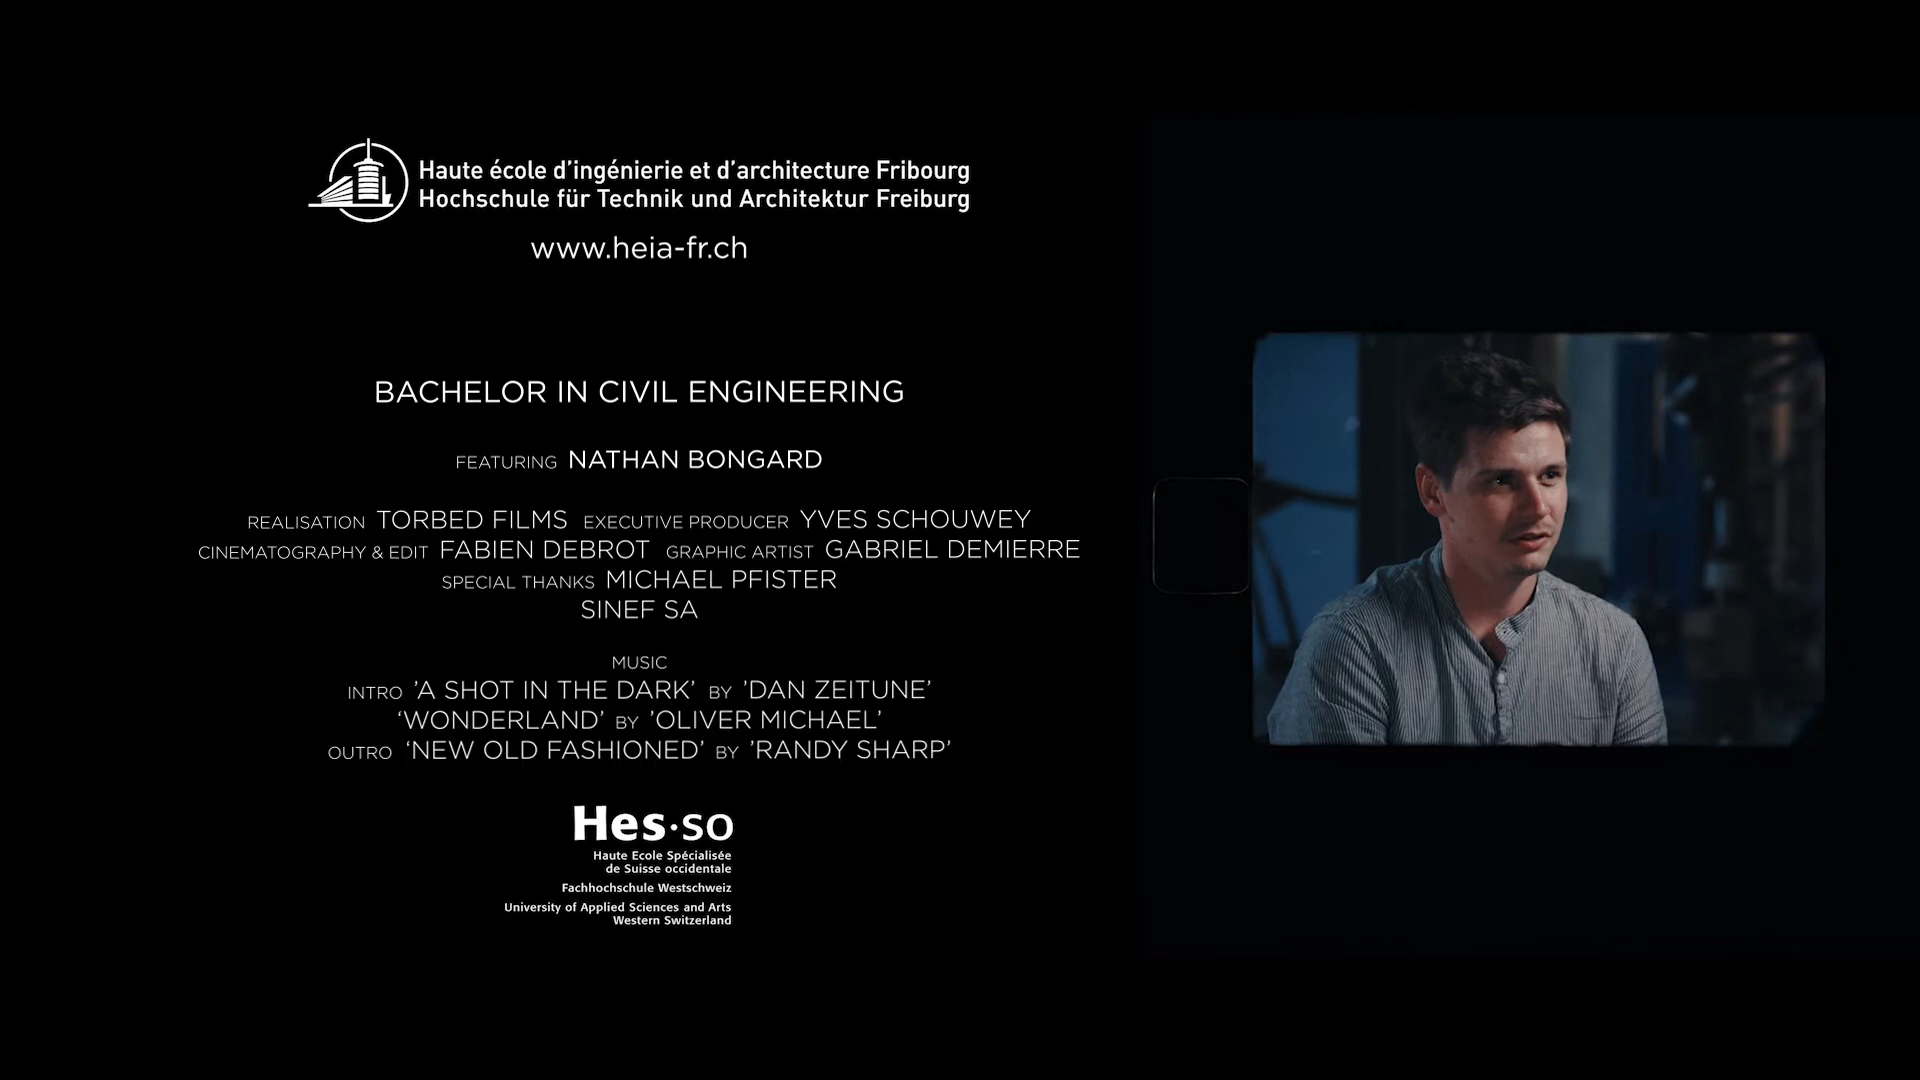 Haute école d'ingénierie et d'architecture Fribourg
Hochschule für Technik und Architektur Freiburg
www.heia-fr.ch
BACHELOR IN CIVIL ENGINEERING
FEATURING NATHAN BONGARD
REALISATION TORBED FILMS EXECUTIVE PRODUCER YVES SCHOUWEY
CINEMATOGRAPHY & EDIT FABIEN DEBROT GRAPHIC ARTIST GABRIEL DEMIERRE
SPECIAL THANKS MICHAEL PFISTER
SINEF SA
MUSIC
INTRO 'A SHOT IN THE DARK' BY 'DAN ZEITUNE'
'WONDERLAND' BY 'OLIVER MICHAEL'
OUTRO 'NEW OLD FASHIONED' BY 'RANDY SHARP'
Hes·so
Haute Ecole Spécialisée
de Suisse occidentale
Fachhochschule Westschweiz
University of Applied Sciences and Arts
Western Switzerland